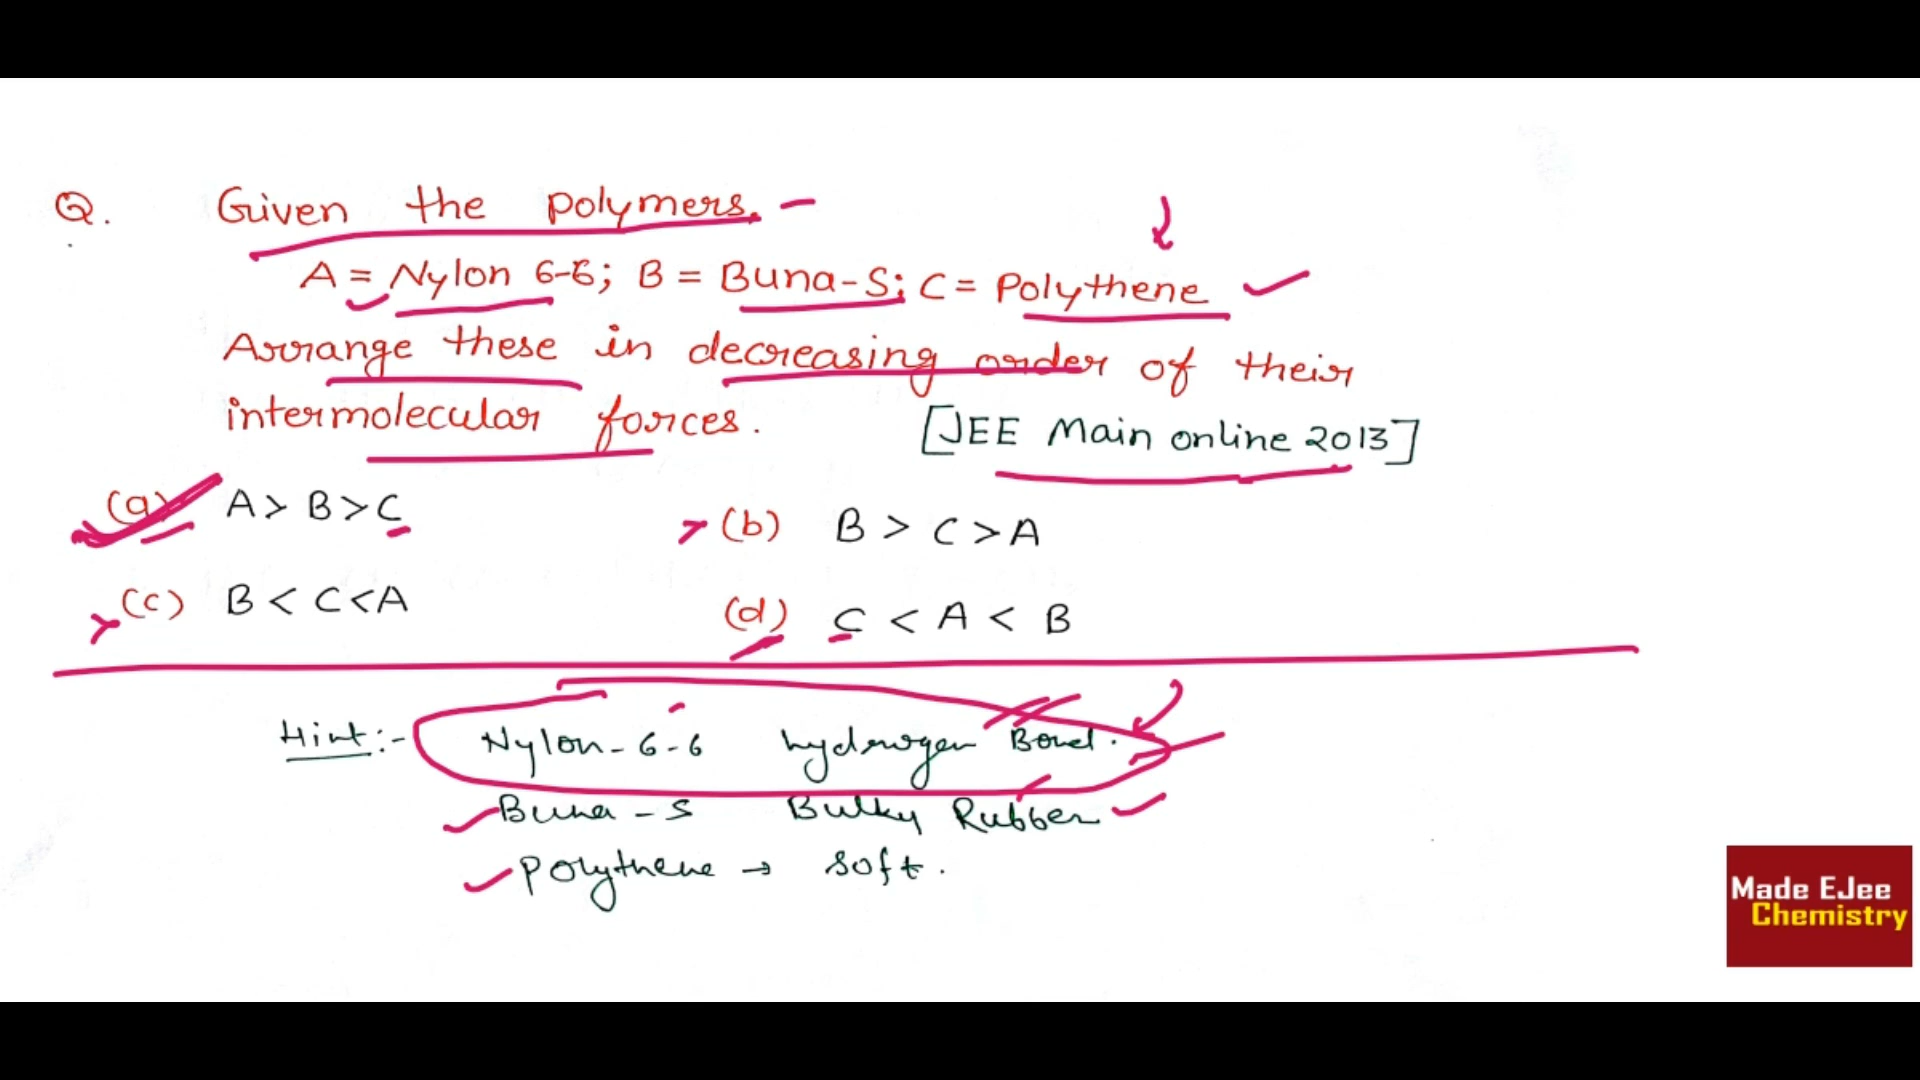 Q. Given the polymers. -
A = Nylon 6-6; B = Buna-S; C = Polythene
Arrange these in decreasing order of their
intermolecular forces.
[JEE Main online 2013]
(a) A > B > C
(b) B > C > A
(c) B < C < A
(d) C < A < B
Hint:- Nylon-6-6 hydrogen Bond.
Buna-S Bulky Rubber
Polythene → soft.
Made EJee
Chemistry